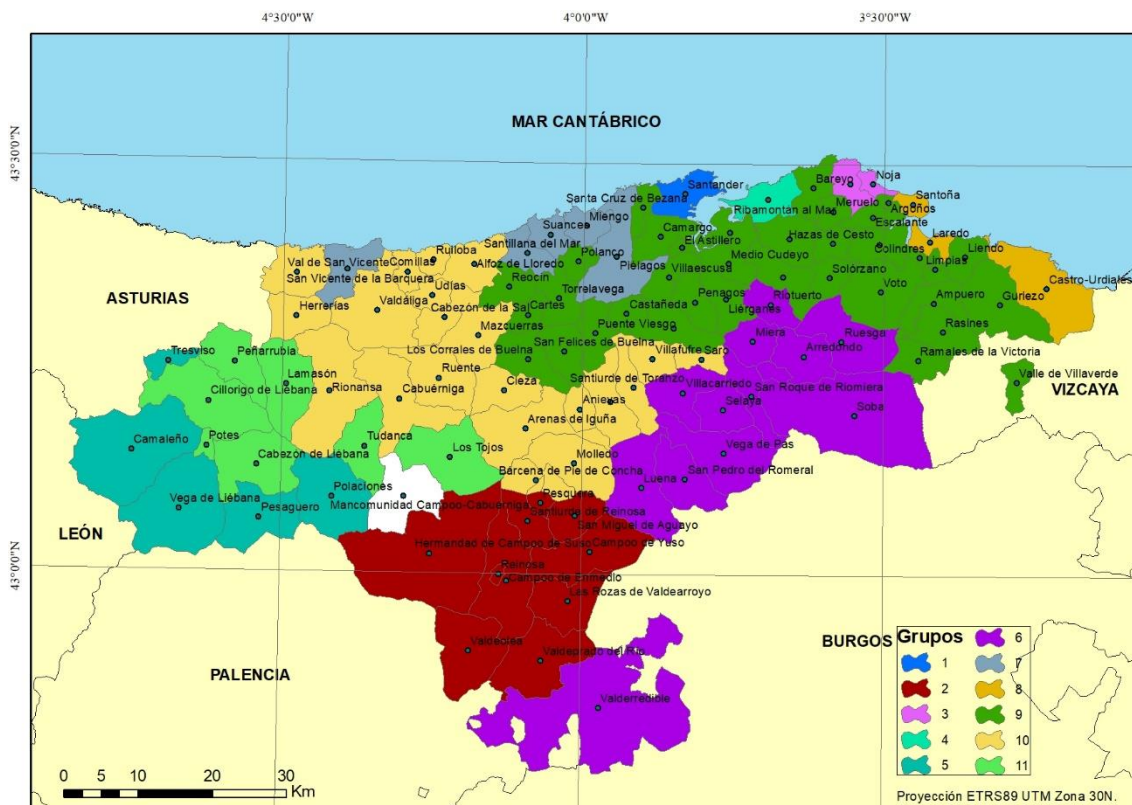 4°30'0"W
4°0'0"W
3°30'0"W
43°30'0"N
43°0'0"N
MAR CANTÁBRICO
ASTURIAS
LEÓN
PALENCIA
BURGOS
VIZCAYA
Santander
Santa Cruz de Bezana
Bareyo
Noja
Santoña
Meruelo
Argoños
Ribamontán al Mar
Escalante
Miengo
Suances
Camargo
El Astillero
Hazas de Cesto
Laredo
Colindres
Liendo
Limpias
Santillana del Mar
Polanco
Ruiloba
Comillas
Alfoz de Lloredo
Val de San Vicente
San Vicente de la Barquera
Piélagos
Villaescusa
Medio Cudeyo
Solórzano
Voto
Castro-Urdiales
Guriezo
Ampuero
Reocín
Torrelavega
Udías
Valdáliga
Herrerías
Cabezón de la Sal
Cartes
Castañeda
Penagos
Riotuerto
Liérganes
Mazcuerras
Puente Viesgo
Miera
Ruesga
Rasines
San Felices de Buelna
Los Corrales de Buelna
Villafufre
Saro
Arredondo
Ramales de la Victoria
Valle de Villaverde
Tresviso
Peñarrubia
Lamasón
Cillorigo de Liébana
Rionansa
Ruente
Cabuérniga
Cieza
Santiurde de Toranzo
Villacarriedo
San Roque de Riomiera
Anievas
Selaya
Soba
Arenas de Iguña
Camaleño
Potes
Tudanca
Los Tojos
Cabezón de Liébana
Molledo
Vega de Pas
Bárcena de Pie de Concha
San Pedro del Romeral
Luena
Polaciones
Mancomunidad Campoo-Cabuérniga
Vega de Liébana
Pesaguero
Pesquera
Santiurde de Reinosa
San Miguel de Aguayo
Hermandad de Campoo de Suso
Campoo de Yuso
Reinosa
Campoo de Enmedio
Las Rozas de Valdearroyo
Valdeolea
Valdeprado del Río
Valderredible
Grupos
1
2
3
4
5
6
7
8
9
10
11
0 5 10 20 30
Km
Proyección ETRS89 UTM Zona 30N.